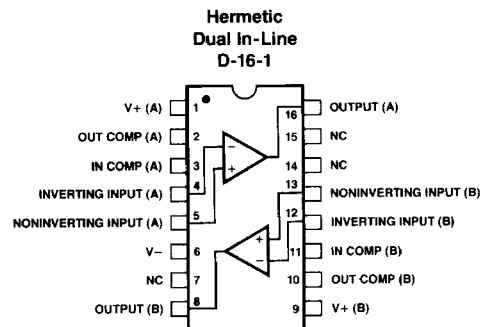 Hermetic
Dual In-Line
D-16-1
V+ (A) 1 16 OUTPUT (A)
OUT COMP (A) 2 15 NC
IN COMP (A) 3 14 NC
INVERTING INPUT (A) 4 13 NONINVERTING INPUT (B)
NONINVERTING INPUT (A) 5 12 INVERTING INPUT (B)
V− 6 11 IN COMP (B)
NC 7 10 OUT COMP (B)
OUTPUT (B) 8 9 V+ (B)
− 
+
+
−